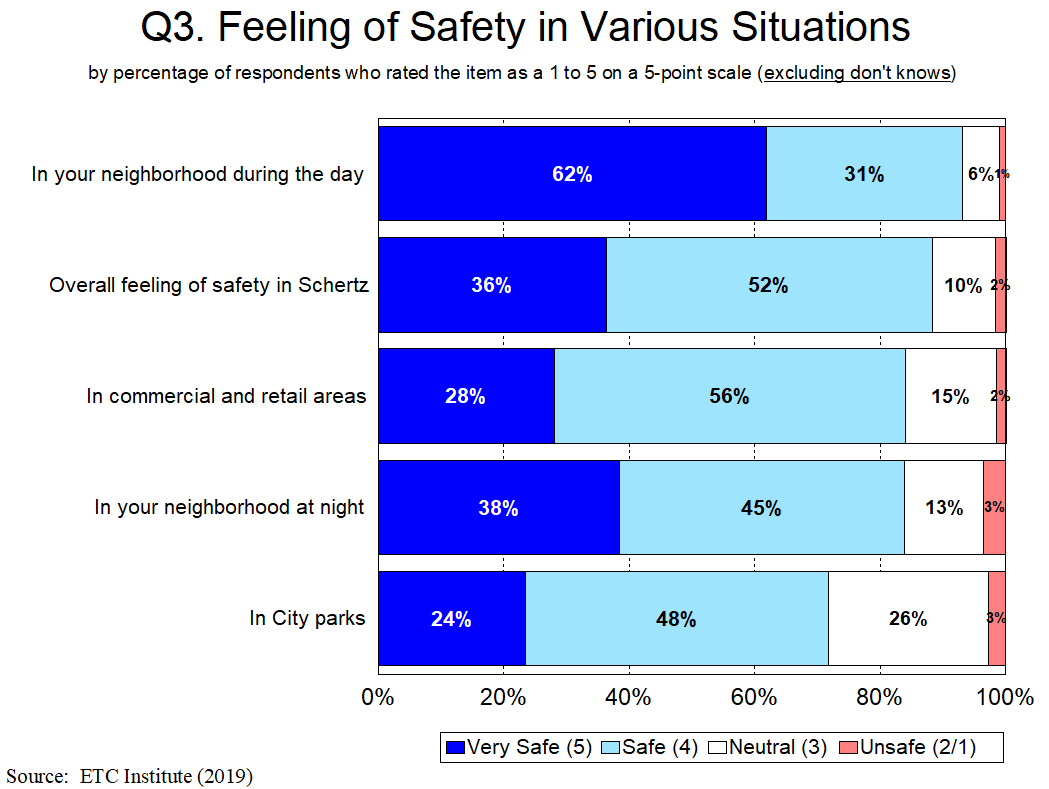 Q3. Feeling of Safety in Various Situations
by percentage of respondents who rated the item as a 1 to 5 on a 5-point scale (excluding don't knows)
In your neighborhood during the day 62% 31% 6% 1%
Overall feeling of safety in Schertz 36% 52% 10% 2%
In commercial and retail areas 28% 56% 15% 2%
In your neighborhood at night 38% 45% 13% 3%
In City parks 24% 48% 26% 3%
0% 20% 40% 60% 80% 100%
Very Safe (5) Safe (4) Neutral (3) Unsafe (2/1)
Source: ETC Institute (2019)